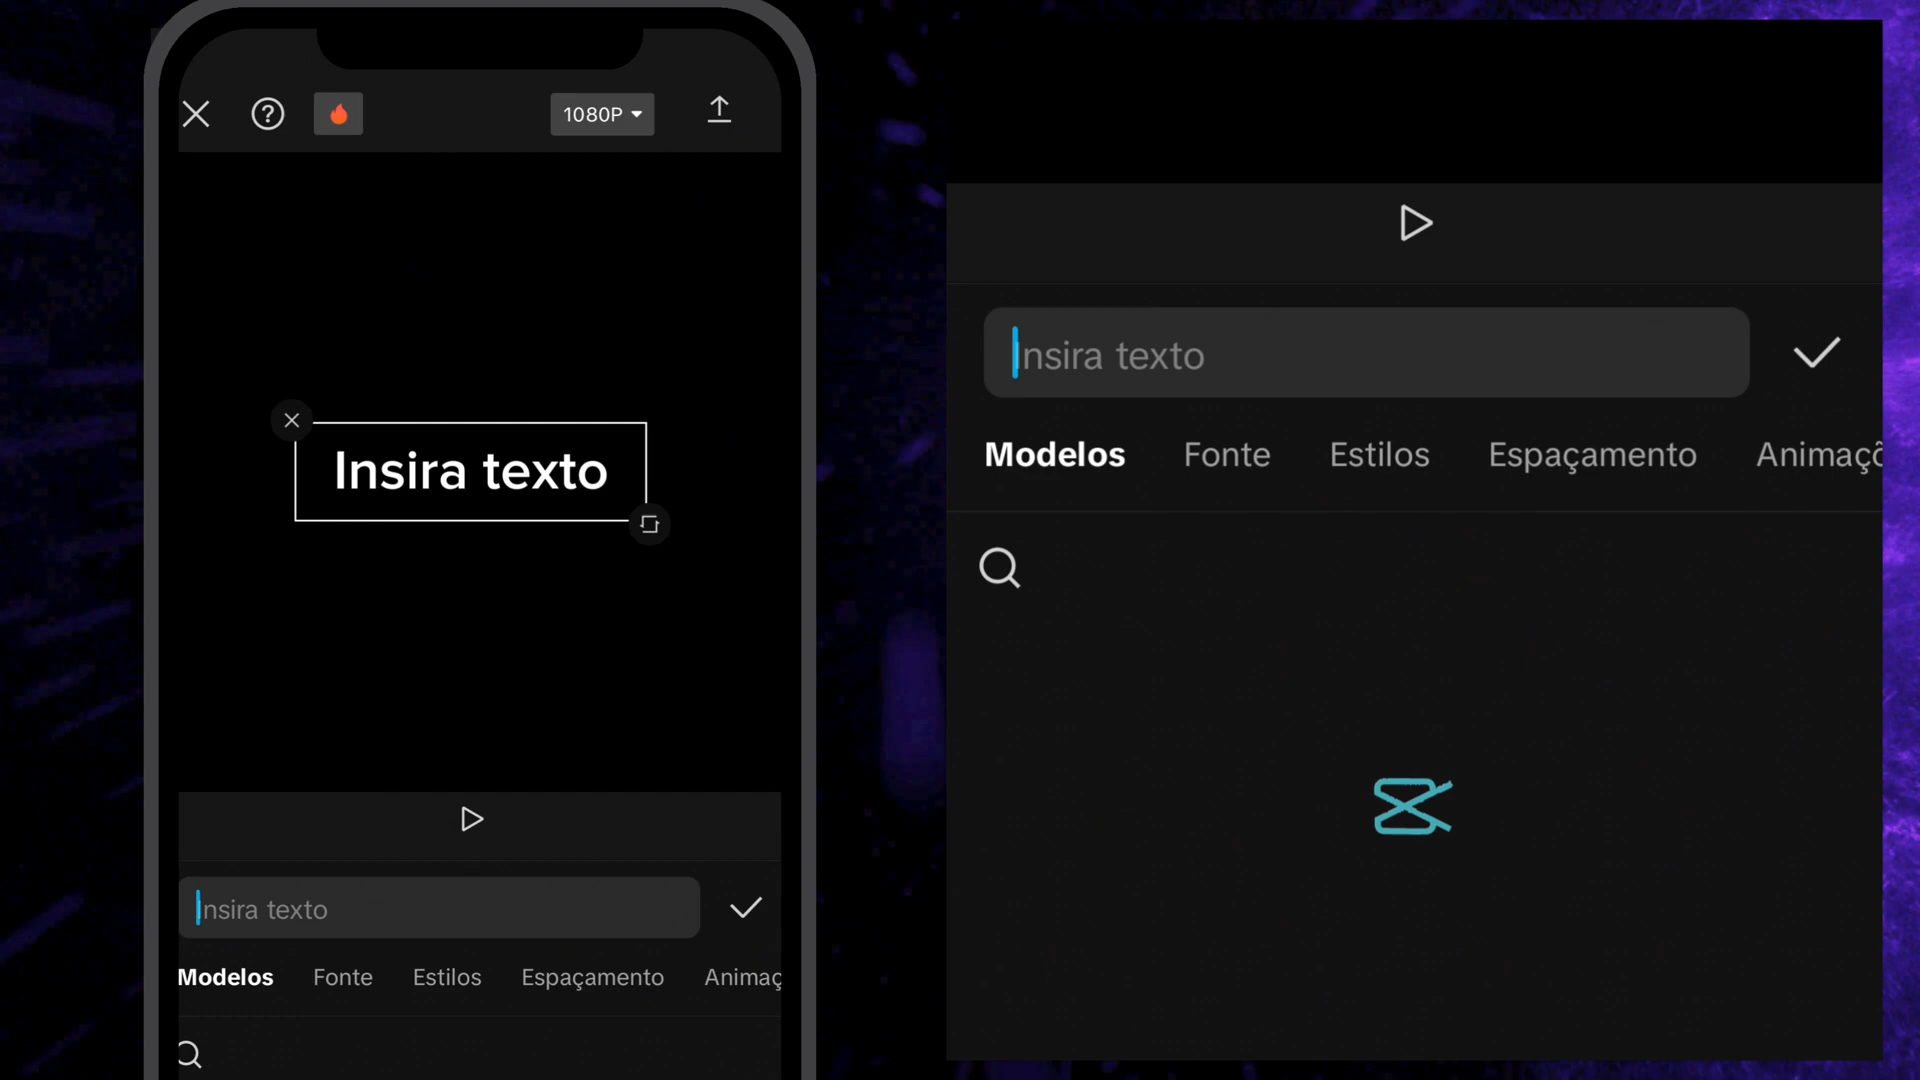 1080P
Insira texto
Insira texto
Modelos Fonte Estilos Espaçamento Animaç
Insira texto
Modelos Fonte Estilos Espaçamento Animaçõ